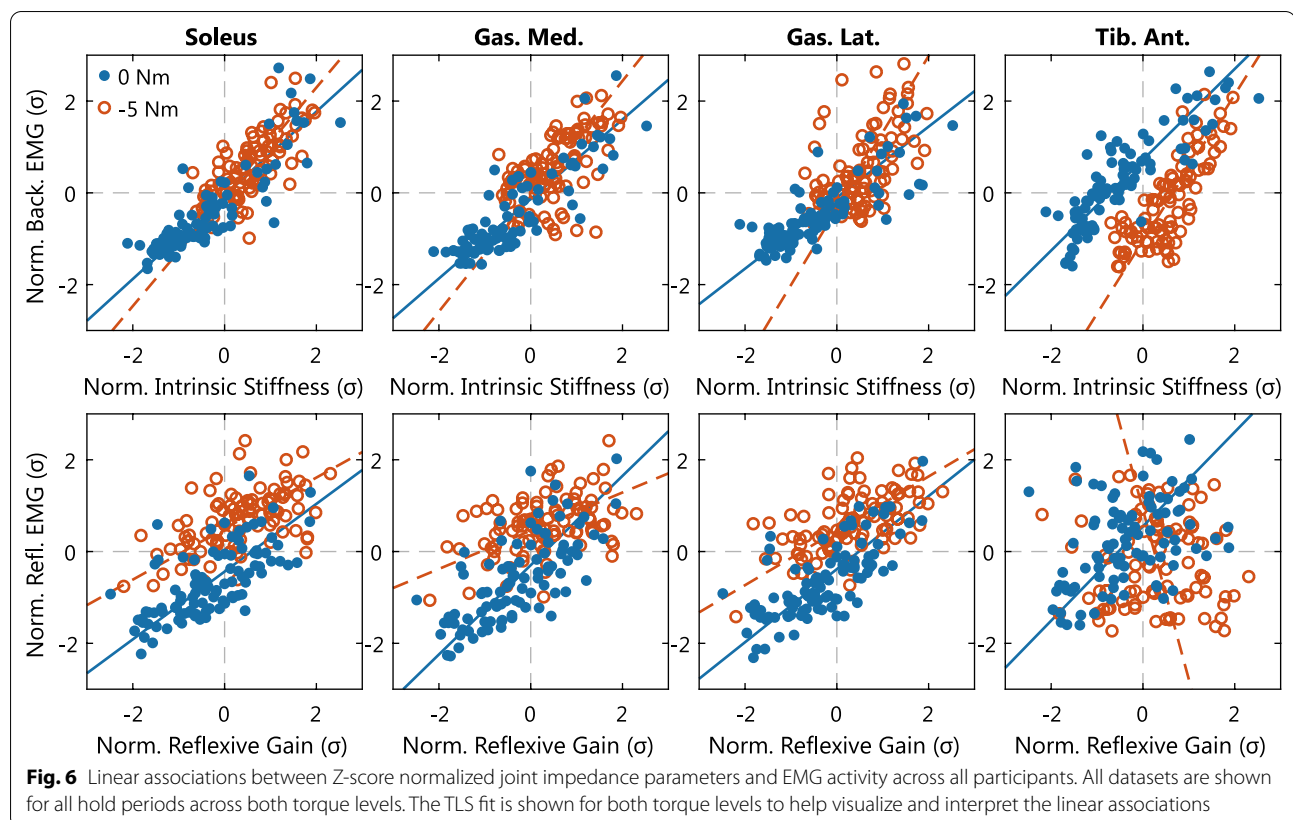 Soleus
Gas. Med.
Gas. Lat.
Tib. Ant.
Norm. Back. EMG (σ)
0 Nm
-5 Nm
2
0
-2
2
0
-2
2
0
-2
2
0
-2
-2 0 2
-2 0 2
-2 0 2
-2 0 2
Norm. Intrinsic Stiffness (σ)
Norm. Intrinsic Stiffness (σ)
Norm. Intrinsic Stiffness (σ)
Norm. Intrinsic Stiffness (σ)
Norm. Refl. EMG (σ)
2
0
-2
2
0
-2
2
0
-2
2
0
-2
-2 0 2
-2 0 2
-2 0 2
-2 0 2
Norm. Reflexive Gain (σ)
Norm. Reflexive Gain (σ)
Norm. Reflexive Gain (σ)
Norm. Reflexive Gain (σ)
Fig. 6 Linear associations between Z-score normalized joint impedance parameters and EMG activity across all participants. All datasets are shown
for all hold periods across both torque levels. The TLS fit is shown for both torque levels to help visualize and interpret the linear associations